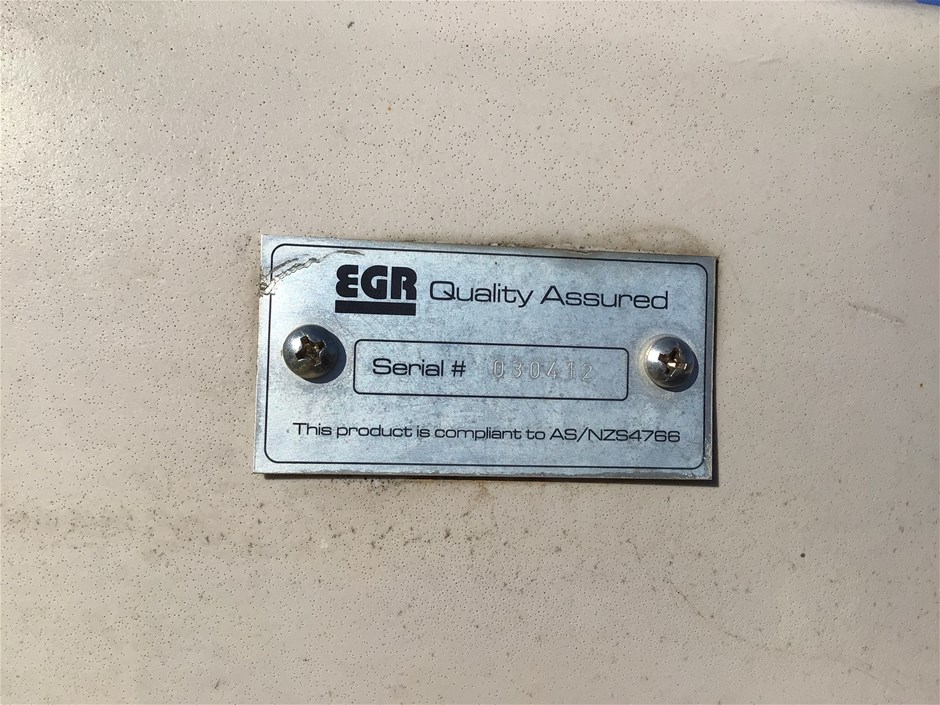 EGR Quality Assured
Serial # 030412
This product is compliant to AS/NZS4766